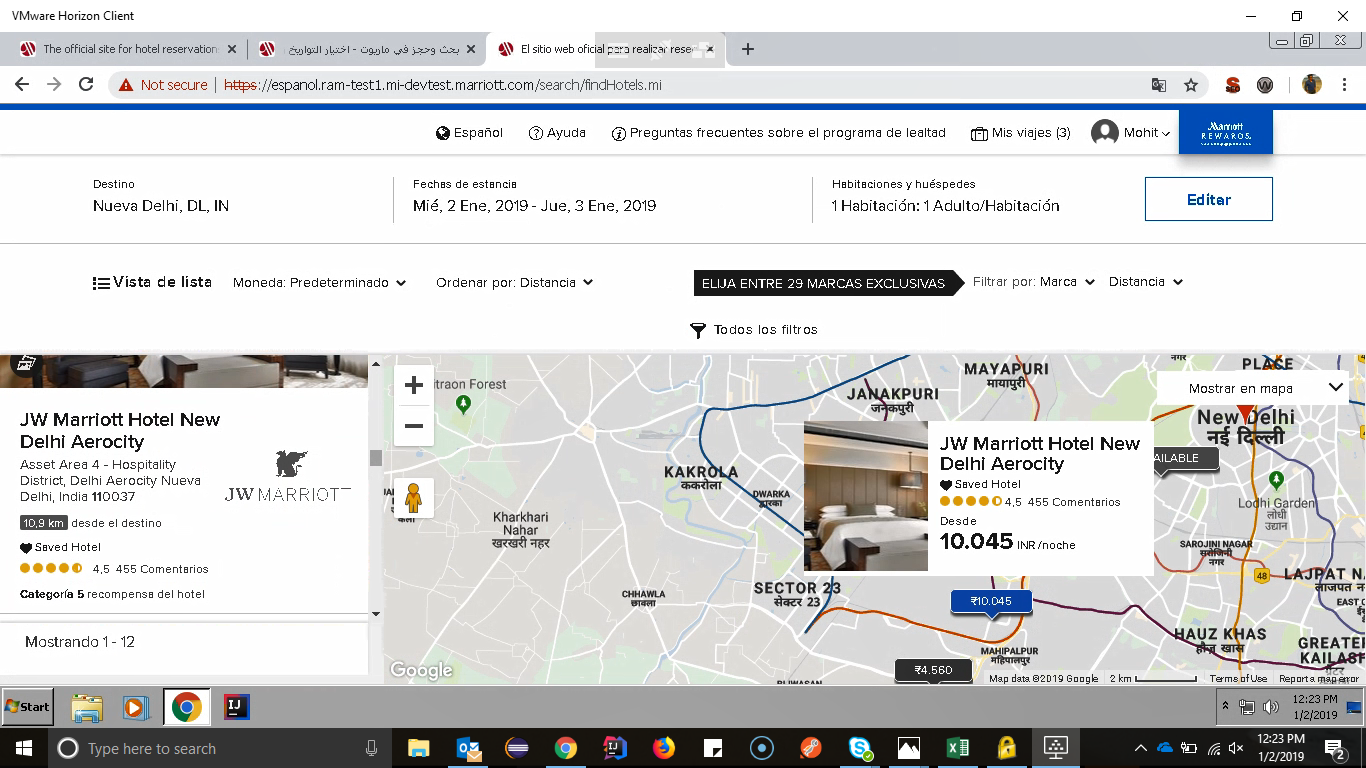 VMware Horizon Client
The official site for hotel reservation
بحث وحجز في ماريوت - اختيار التواريخ
El sitio web oficial para realizar rese
Not secure
https://espanol.ram-test1.mi-devtest.marriott.com/search/findHotels.mi
Español
Ayuda
Preguntas frecuentes sobre el programa de lealtad
Mis viajes (3)
Mohit
Marriott
REWARDS.
Destino
Nueva Delhi, DL, IN
Fechas de estancia
Mié, 2 Ene, 2019 - Jue, 3 Ene, 2019
Habitaciones y huéspedes
1 Habitación: 1 Adulto/Habitación
Editar
Vista de lista
Moneda: Predeterminado
Ordenar por: Distancia
ELIJA ENTRE 29 MARCAS EXCLUSIVAS
Filtrar por: Marca
Distancia
Todos los filtros
JW Marriott Hotel New
Delhi Aerocity
Asset Area 4 - Hospitality
District, Delhi Aerocity Nueva
Delhi, India 110037
JW MARRIOTT
10,9 km desde el destino
Saved Hotel
4,5 455 Comentarios
Categoría 5 recompensa del hotel
Mostrando 1 - 12
+
−
itraon Forest
JANAKPURI
जनकपुरी
MAYAPURI
मायापुरी
नगर
PLACE
Mostrar en mapa
New Delhi
नई दिल्ली
AILABLE
KAKROLA
ककरोला
DWARKA
Kharkhari
Nahar
खरखरी नहर
JW Marriott Hotel New
Delhi Aerocity
Saved Hotel
4,5 455 Comentarios
Desde
10.045 INR/noche
Lodhi Garden
लोधी
उद्यान
SAROJINI NAGAR
सरोजिनी
नगर
48
LAJPAT N
लाजपत न
CHHAWLA
छावला
SECTOR 23
सेक्टर 23
₹10.045
EAST
HAUZ KHAS
हौज़ खास
GREATE
KAILAS
MAHIPALPUR
महिपालपुर
₹4.560
BIJWASAN
Google
Map data ©2019 Google
2 km
Terms of Use
Report a map error
Start
12:23 PM
1/2/2019
Type here to search
12:23 PM
1/2/2019
2